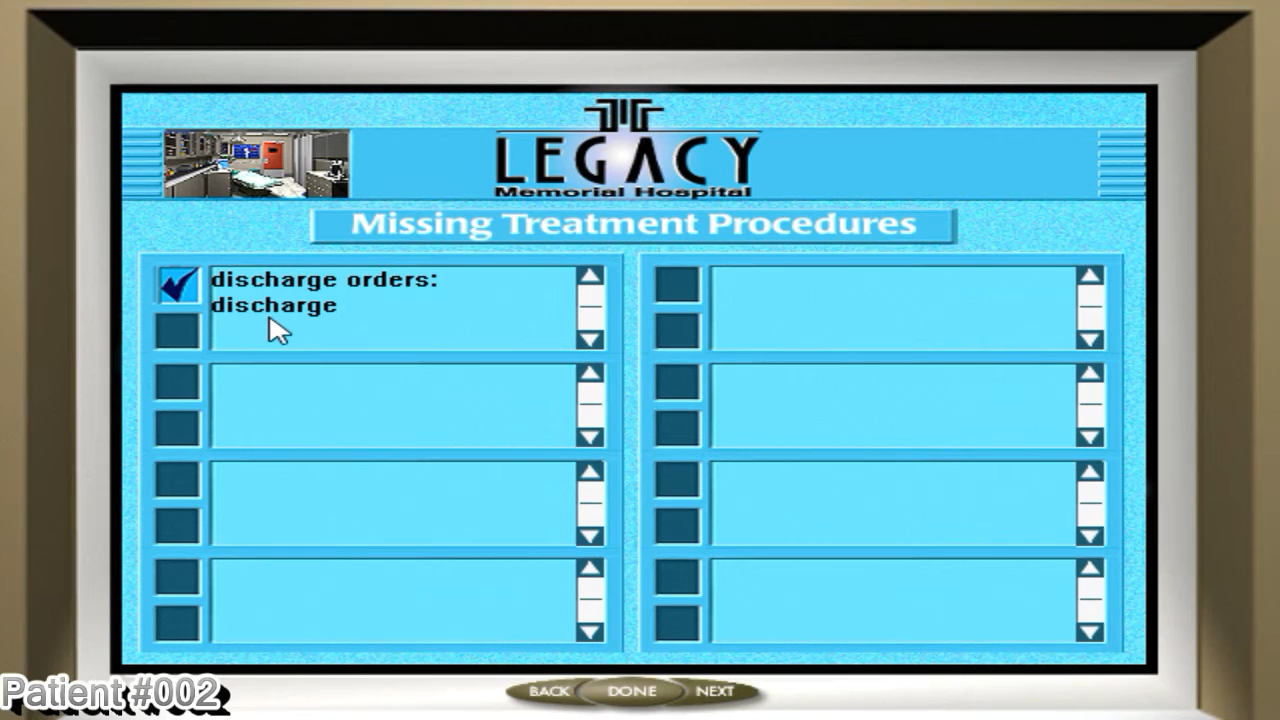 LEGACY
Memorial Hospital
Missing Treatment Procedures
discharge orders:
discharge
BACK DONE NEXT
Patient #002